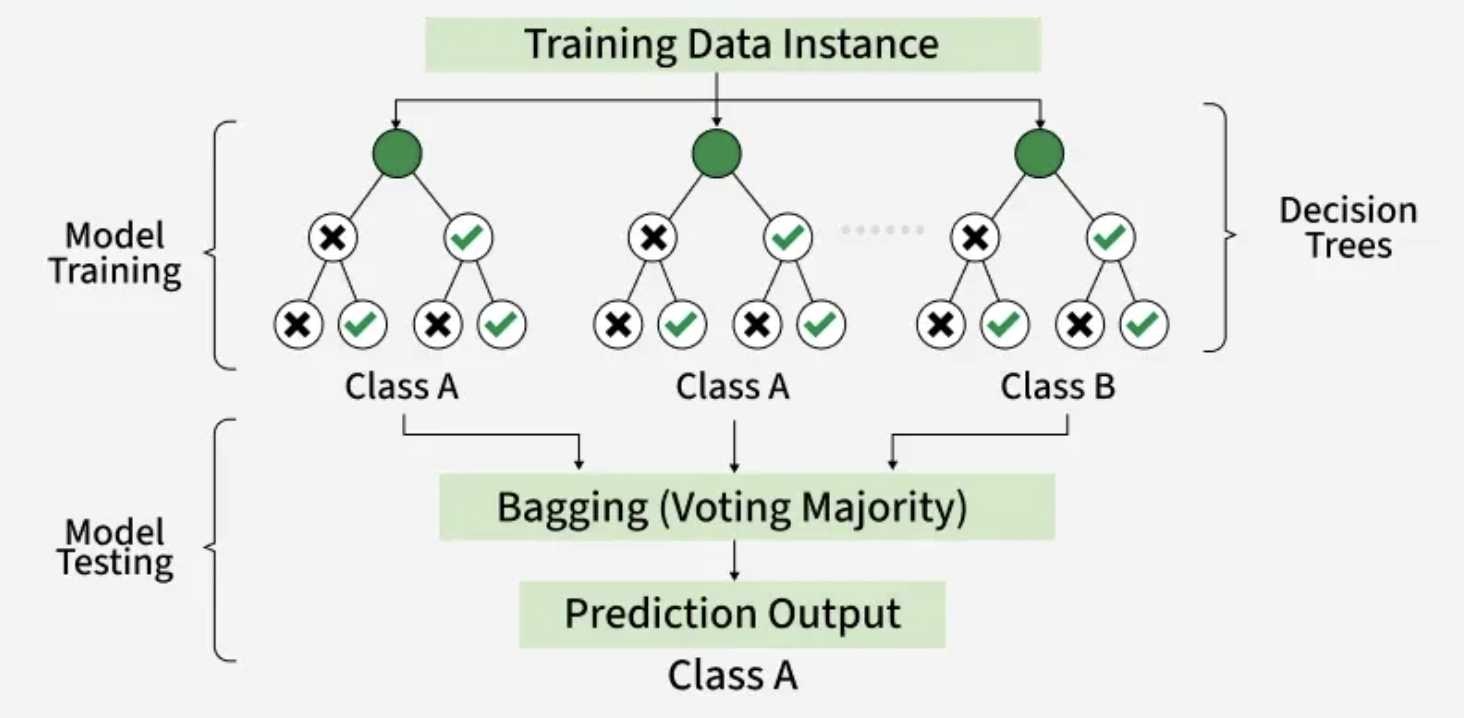 Training Data Instance
Model
Training
Decision
Trees
Class A
Class A
Class B
Model
Testing
Bagging (Voting Majority)
Prediction Output
Class A